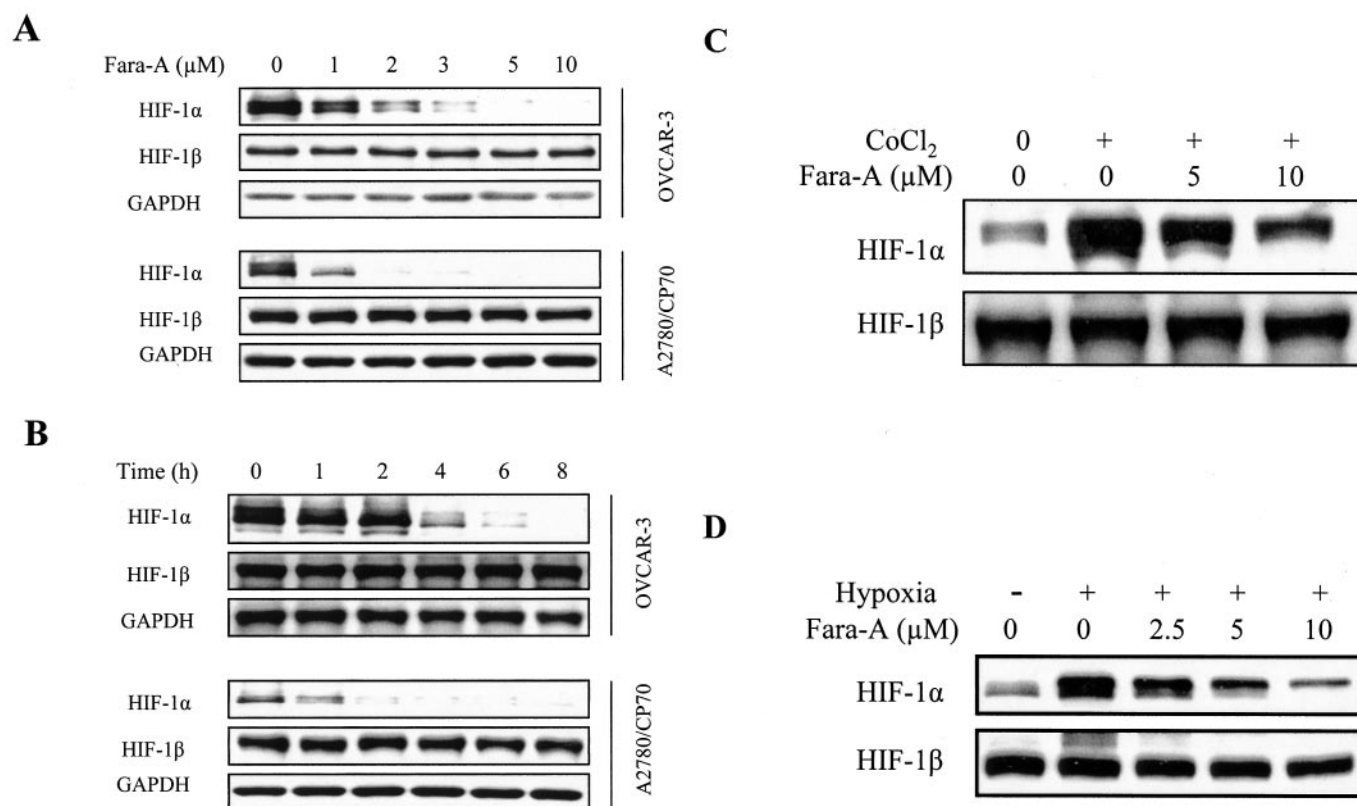 A
Fara-A (µM) 0 1 2 3 5 10
HIF-1α
HIF-1β
GAPDH
OVCAR-3
HIF-1α
HIF-1β
GAPDH
A2780/CP70
B
Time (h) 0 1 2 4 6 8
HIF-1α
HIF-1β
GAPDH
OVCAR-3
HIF-1α
HIF-1β
GAPDH
A2780/CP70
C
CoCl₂ 0 + + +
Fara-A (µM) 0 0 5 10
HIF-1α
HIF-1β
D
Hypoxia - + + + +
Fara-A (µM) 0 0 2.5 5 10
HIF-1α
HIF-1β